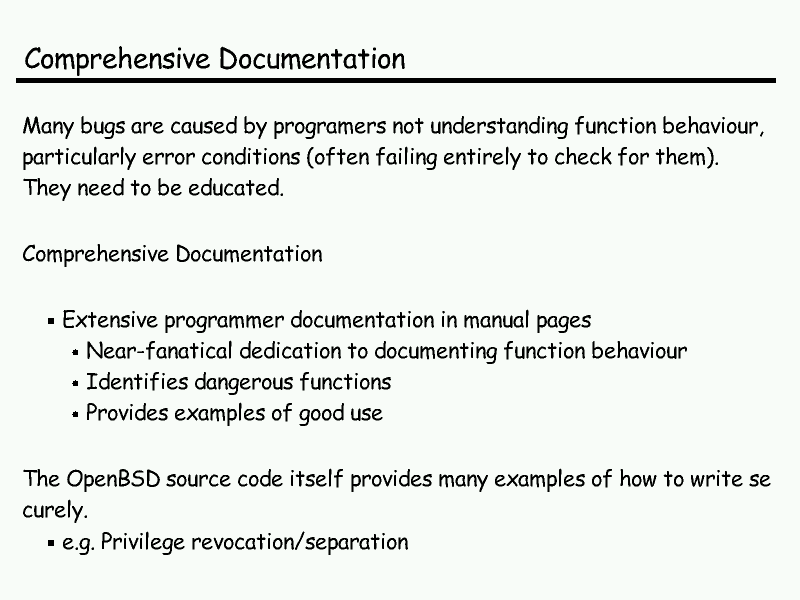 Comprehensive Documentation
Many bugs are caused by programers not understanding function behaviour,
particularly error conditions (often failing entirely to check for them).
They need to be educated.
Comprehensive Documentation
▪ Extensive programmer documentation in manual pages
▪ Near-fanatical dedication to documenting function behaviour
▪ Identifies dangerous functions
▪ Provides examples of good use
The OpenBSD source code itself provides many examples of how to write se
curely.
▪ e.g. Privilege revocation/separation